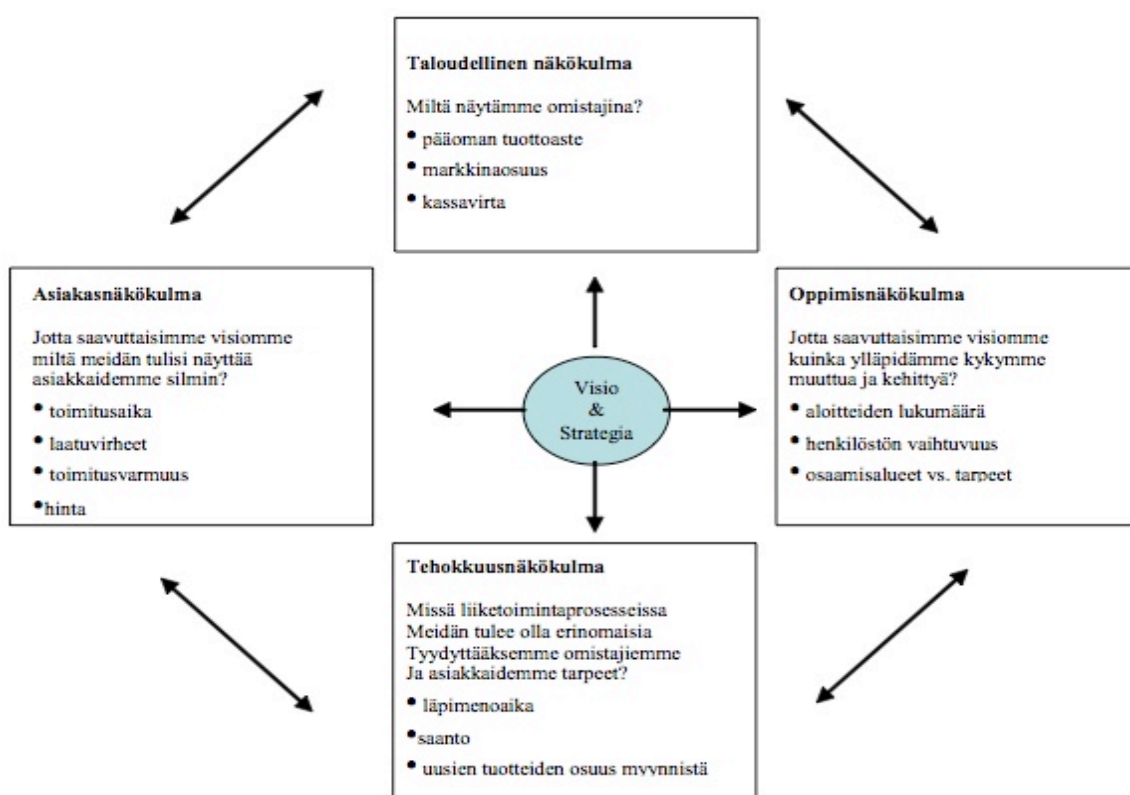 Taloudellinen näkökulma
Miltä näytämme omistajina?
• pääoman tuottoaste
• markkinaosuus
• kassavirta
Asiakasnäkökulma
Jotta saavuttaisimme visiomme
miltä meidän tulisi näyttää
asiakkaidemme silmin?
• toimitusaika
• laatuvirheet
• toimitusvarmuus
•hinta
Visio
&
Strategia
Oppimisnäkökulma
Jotta saavuttaisimme visiomme
kuinka ylläpidämme kykymme
muuttua ja kehittyä?
• aloitteiden lukumäärä
• henkilöstön vaihtuvuus
• osaamisalueet vs. tarpeet
Tehokkuusnäkökulma
Missä liiketoimintaprosesseissa
Meidän tulee olla erinomaisia
Tyydyttääksemme omistajiemme
Ja asiakkaidemme tarpeet?
• läpimenoaika
•saanto
• uusien tuotteiden osuus myynnistä